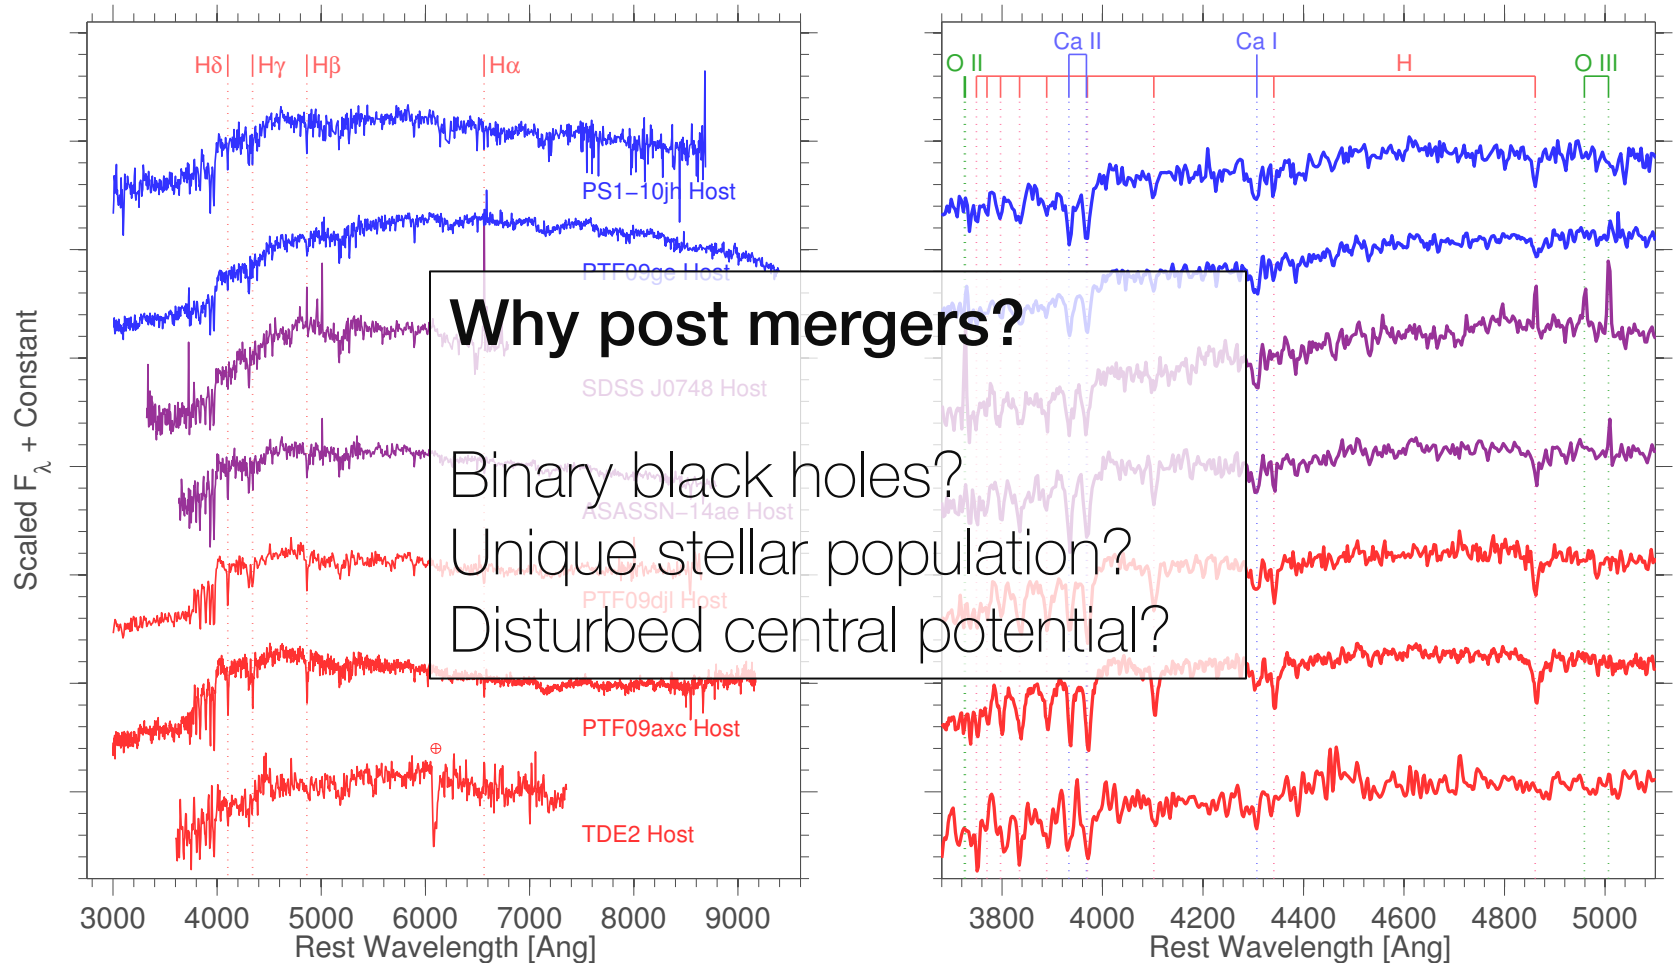 Hδ Hγ Hβ Hα
PS1-10jh Host
PTF09ge Host
SDSS J0748 Host
ASASSN-14ae Host
PTF09djl Host
PTF09axc Host
⊕
TDE2 Host
Scaled Fλ + Constant
3000 4000 5000 6000 7000 8000 9000
Rest Wavelength [Ang]
Ca II Ca I
O II H O III
3800 4000 4200 4400 4600 4800 5000
Rest Wavelength [Ang]
Why post mergers?
Binary black holes?
Unique stellar population?
Disturbed central potential?